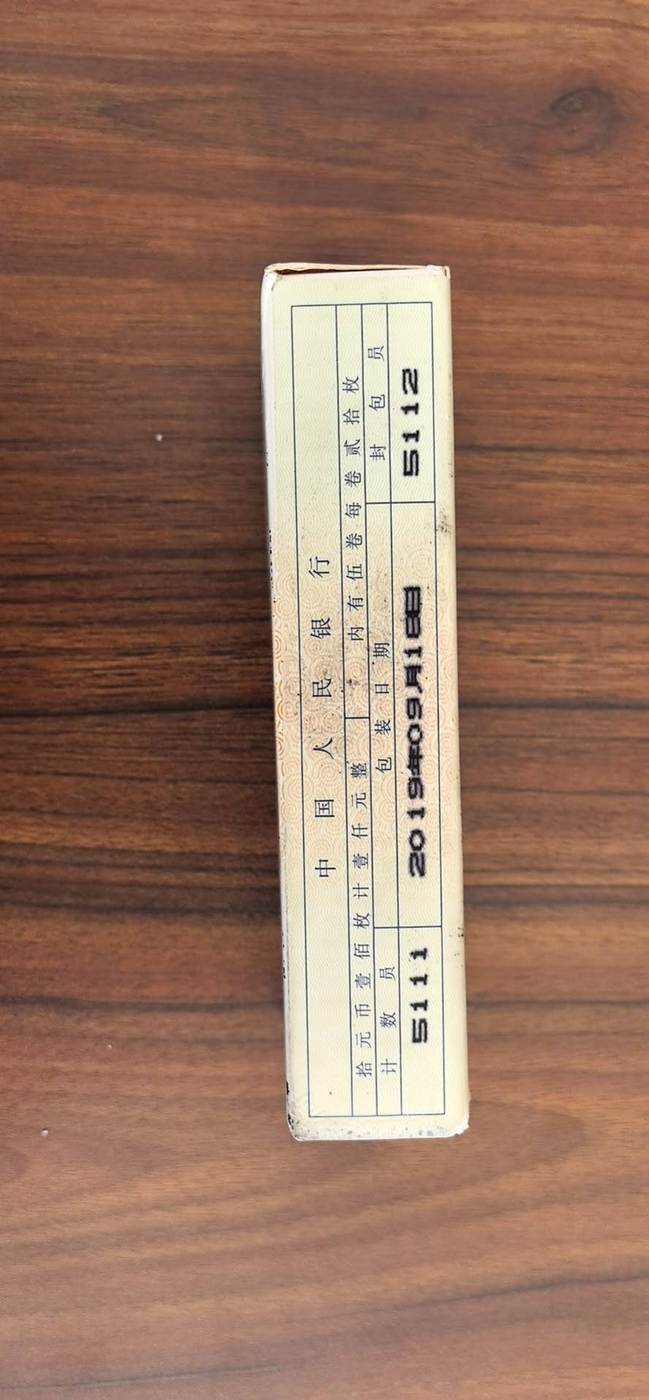 中国人民银行
拾元币壹佰枚计壹仟元整 内有伍卷每卷贰拾枚
计数员 包装日期 封包员
5111 2019年09月18日 5112